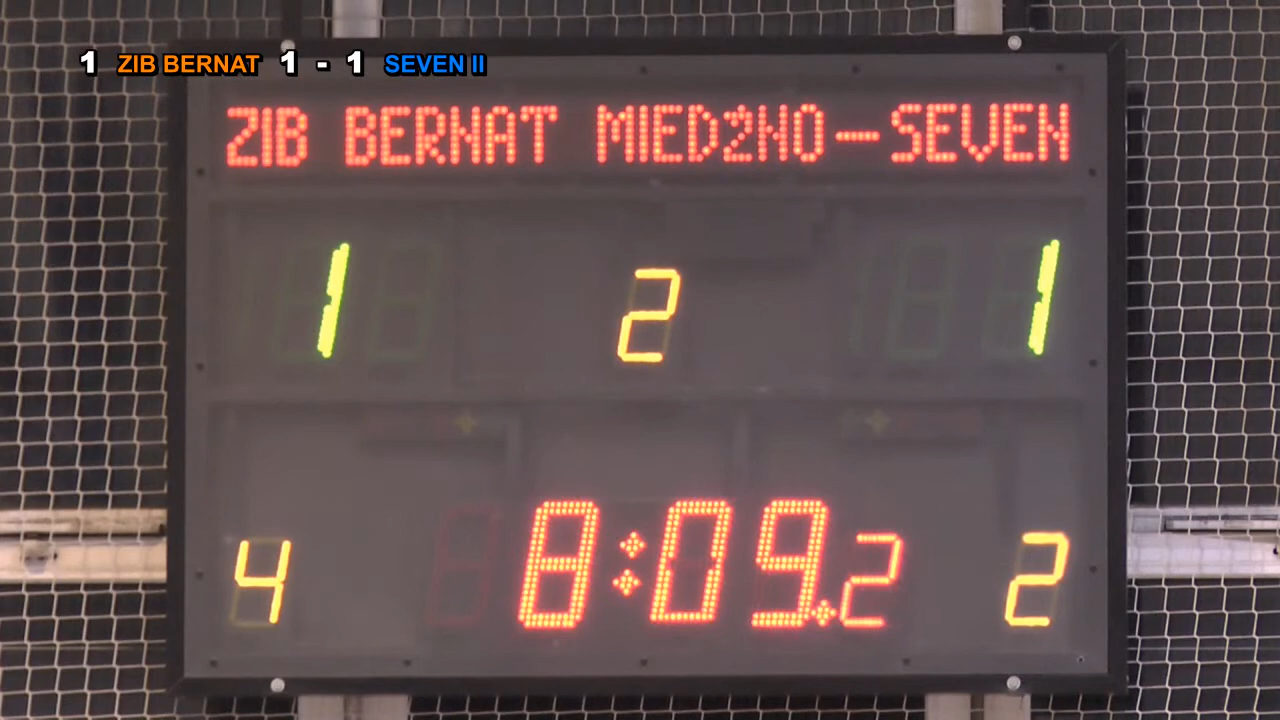 1 ZIB BERNAT 1 - 1 SEVEN II
ZIB BERNAT MIEDZNO-SEVEN
1 2 1
4 8:09.2 2